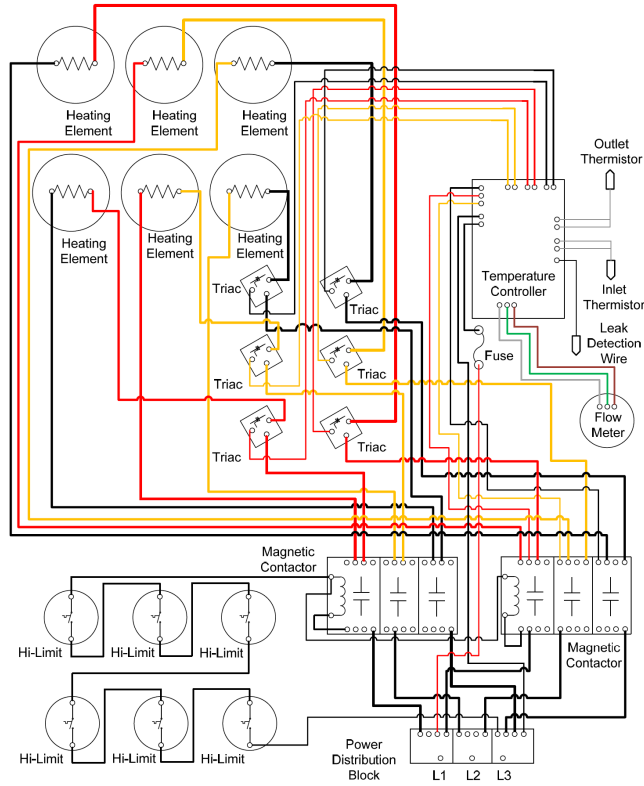 Heating
Element
Heating
Element
Heating
Element
Outlet
Thermistor
Heating
Element
Heating
Element
Heating
Element
Temperature
Controller
Inlet
Thermistor
Triac
Triac
Leak
Detection
Wire
Fuse
Triac
Triac
Flow
Meter
Triac
Triac
Magnetic
Contactor
Hi-Limit
Hi-Limit
Hi-Limit
Magnetic
Contactor
Hi-Limit
Hi-Limit
Hi-Limit
Power
Distribution
Block
L1
L2
L3